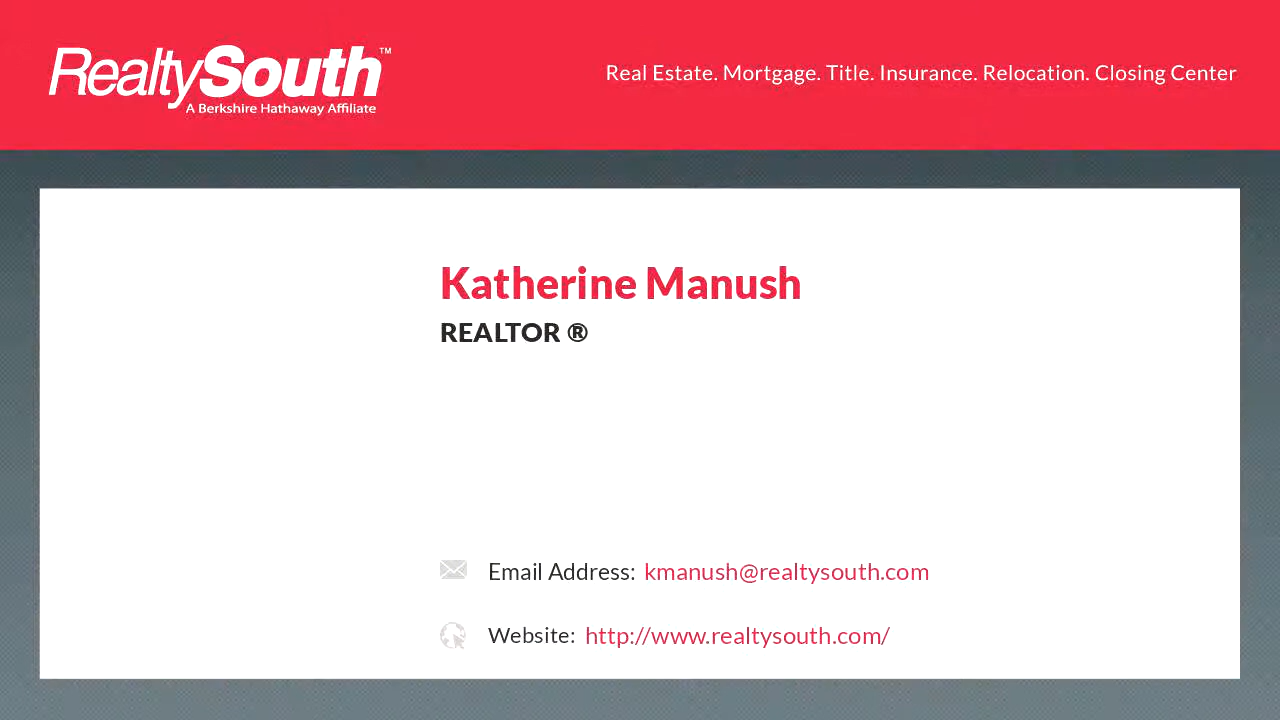 RealtySouth™
A Berkshire Hathaway Affiliate
Real Estate. Mortgage. Title. Insurance. Relocation. Closing Center
Katherine Manush
REALTOR ®
Email Address: kmanush@realtysouth.com
Website: http://www.realtysouth.com/